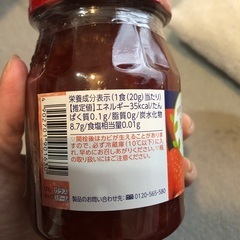 栄養成分表示(1食(20g)当たり)
【推定値】エネルギー35kcal/たん
ぱく質0.1g/脂質0g/炭水化物
8.7g/食塩相当量0.01g
開栓後はカビが生えることがありま
すので、必ず冷蔵庫(10℃以下)に入
れ、早めにお召しあがりください。
の取り扱いにはご注意ください。
製品のお問い合わせ先: 0120-565-580